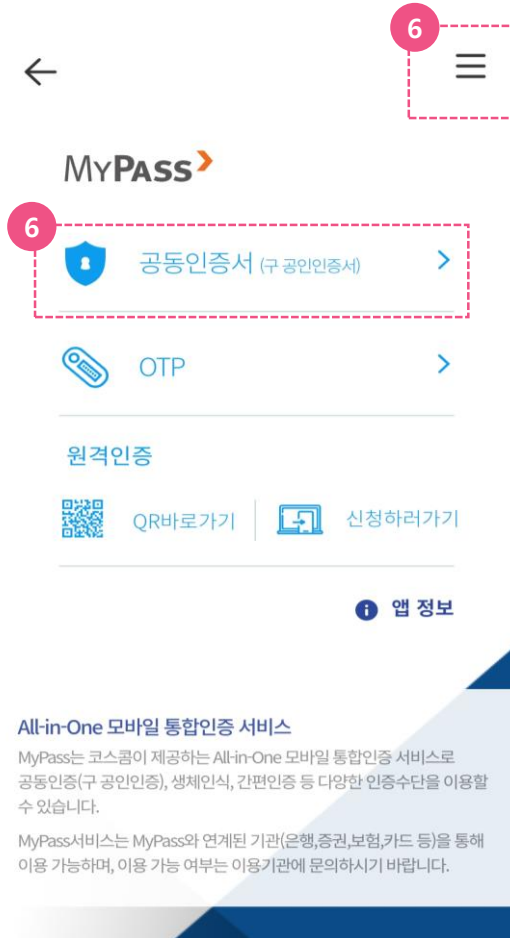 6
MYPASS
6
공동인증서 (구 공인인증서)
OTP
원격인증
QR바로가기 신청하러가기
앱 정보
All-in-One 모바일 통합인증 서비스
MyPass는 코스콤이 제공하는 All-in-One 모바일 통합인증 서비스로
공동인증(구 공인인증), 생체인식, 간편인증 등 다양한 인증수단을 이용할
수 있습니다.
MyPass서비스는 MyPass와 연계된 기관(은행,증권,보험,카드 등)을 통해
이용 가능하며, 이용 가능 여부는 이용기관에 문의하시기 바랍니다.